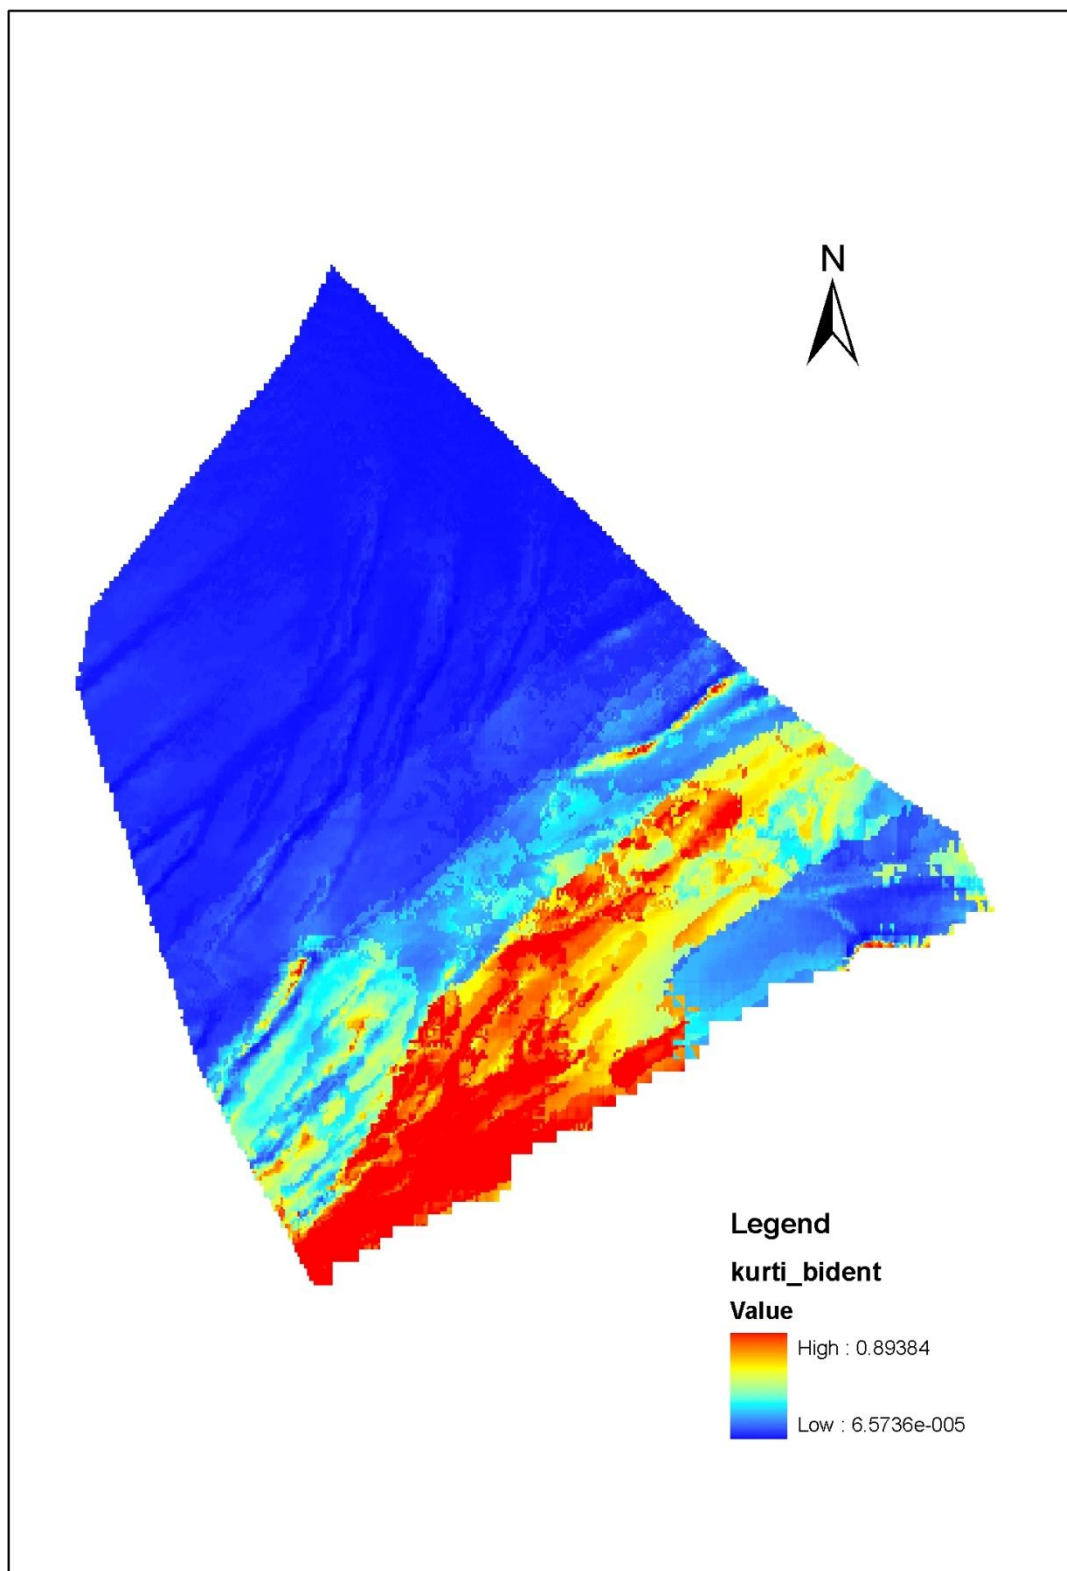 N
Legend
kurti_bident
Value
High : 0.89384
Low : 6.5736e-005